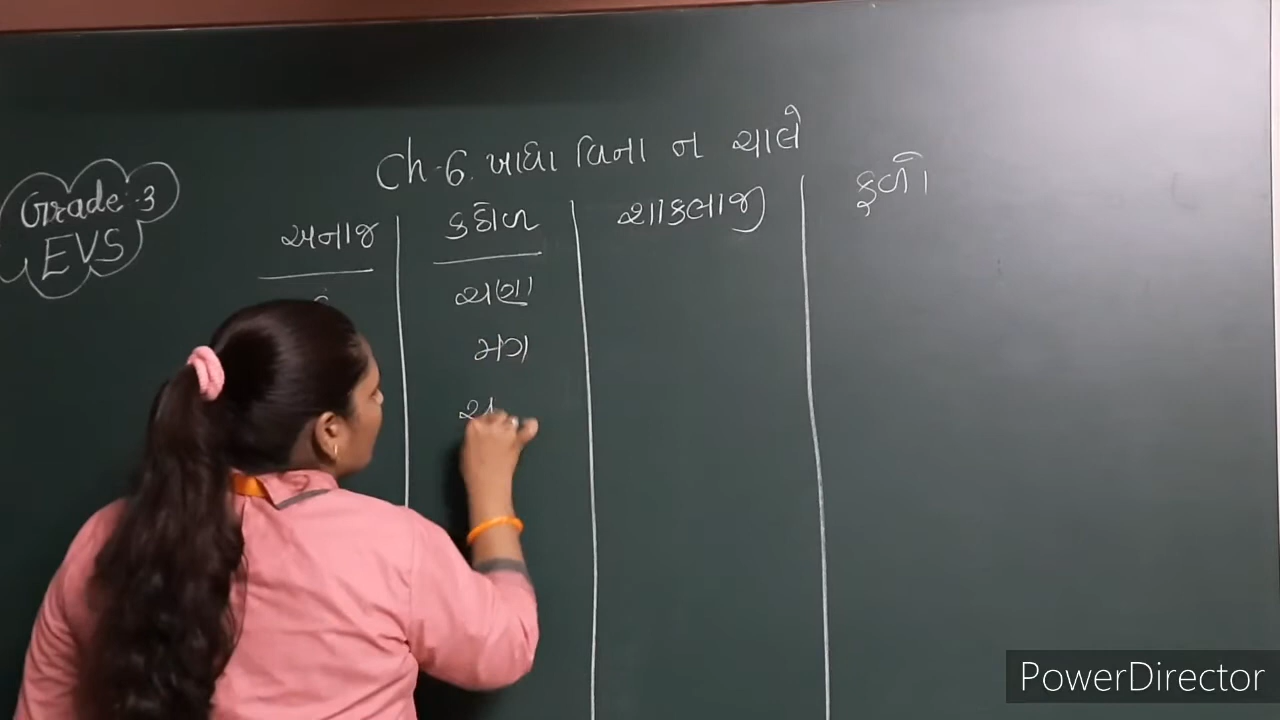 Ch-6. ખાધા વિના ન ચાલે
Grade-3
EVS
અનાજ
કઠોળ
શાકભાજી
ફળો
ચણા
મગ
PowerDirector